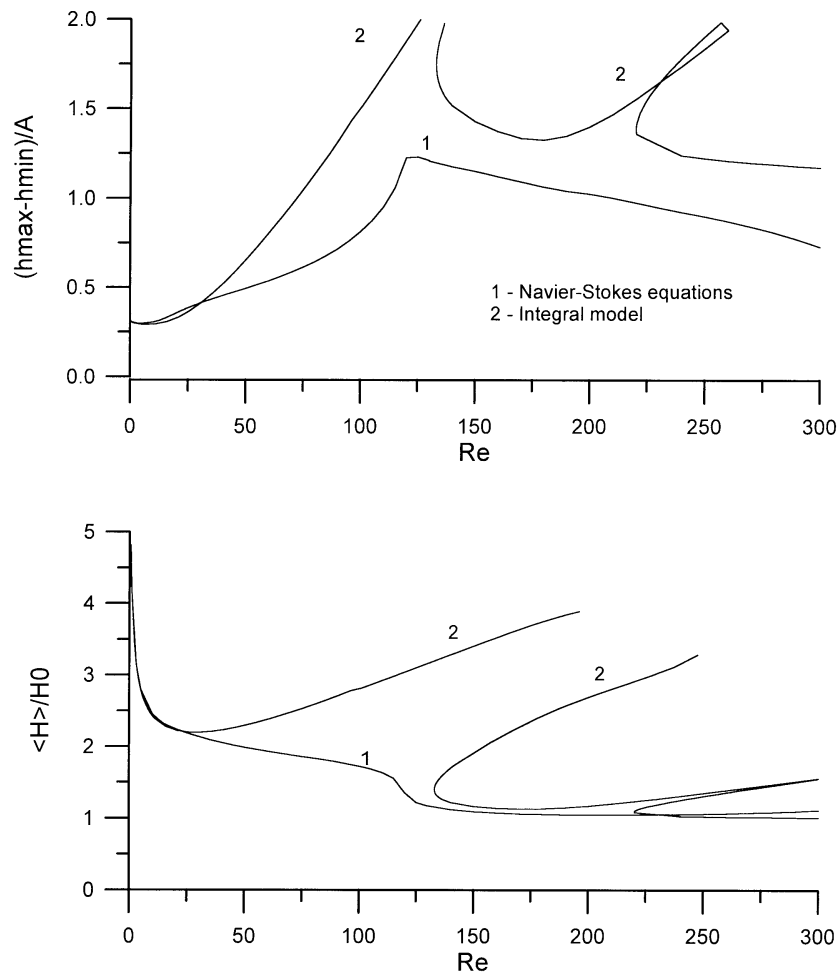 2.0
2
2
1.5
1
1.0
(hmax-hmin)/A
1 - Navier-Stokes equations
0.5
2 - Integral model
0.0
0 50 100 150 200 250 300
Re
5
4
2
3
2
<H>/H0
2
1
1
0
0 50 100 150 200 250 300
Re